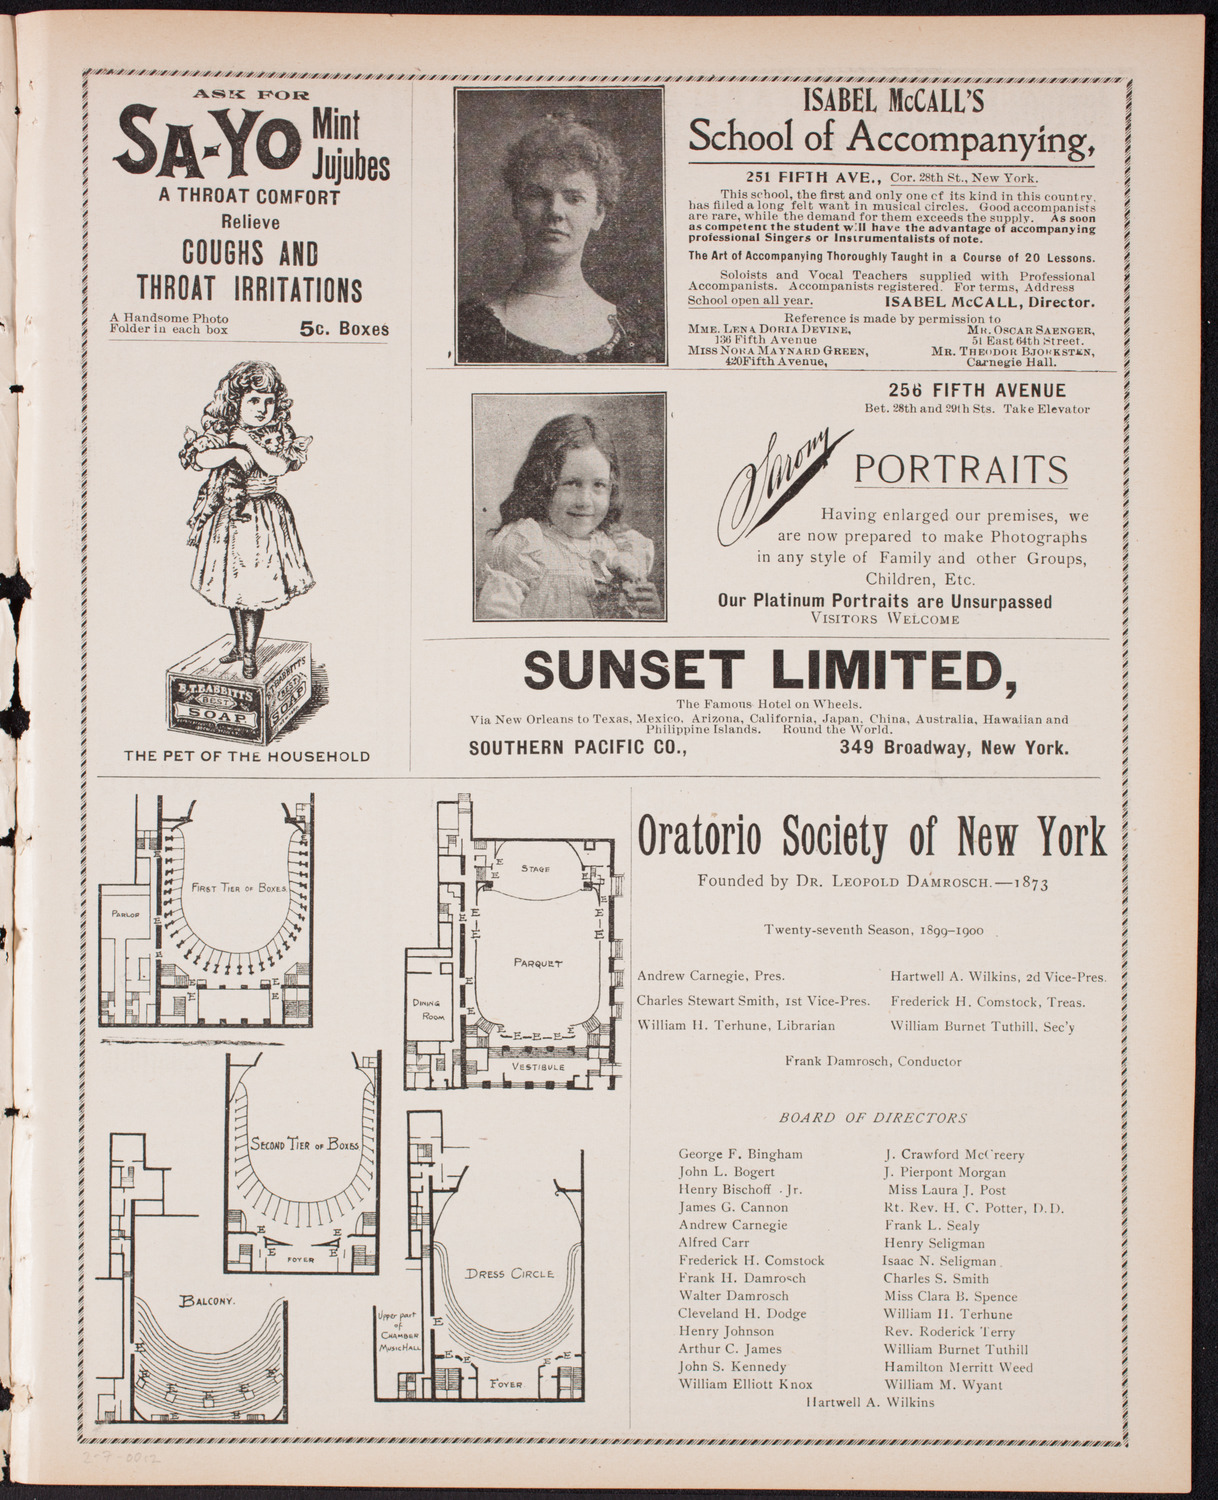 ASK FOR
SA-YO Mint
Jujubes
A THROAT COMFORT
Relieve
COUGHS AND
THROAT IRRITATIONS
A Handsome Photo
Folder in each box
5c. Boxes
B.T. BABBITT'S
BEST
SOAP
B.T. BABBITT'S
BEST
SOAP
THE PET OF THE HOUSEHOLD
ISABEL McCALL'S
School of Accompanying,
251 FIFTH AVE., Cor. 28th St., New York.
This school, the first and only one of its kind in this country,
has filled a long felt want in musical circles. Good accompanists
are rare, while the demand for them exceeds the supply. As soon
as competent the student will have the advantage of accompanying
professional Singers or Instrumentalists of note.
The Art of Accompanying Thoroughly Taught in a Course of 20 Lessons.
Soloists and Vocal Teachers supplied with Professional
Accompanists. Accompanists registered. For terms, Address
School open all year. ISABEL McCALL, Director.
Reference is made by permission to
MME. LENA DORIA DEVINE, MR. OSCAR SAENGER,
136 Fifth Avenue 51 East 64th Street.
MISS NORA MAYNARD GREEN, MR. THEODOR BJORKSTEN,
420 Fifth Avenue, Carnegie Hall.
256 FIFTH AVENUE
Bet. 28th and 29th Sts. Take Elevator
Sarony PORTRAITS
Having enlarged our premises, we
are now prepared to make Photographs
in any style of Family and other Groups,
Children, Etc.
Our Platinum Portraits are Unsurpassed
VISITORS WELCOME
SUNSET LIMITED,
The Famous Hotel on Wheels.
Via New Orleans to Texas, Mexico, Arizona, California, Japan, China, Australia, Hawaiian and
Philippine Islands. Round the World.
SOUTHERN PACIFIC CO., 349 Broadway, New York.
FIRST TIER OF BOXES
PARLOR
E
STAGE
PARQUET
DINING
ROOM
VESTIBULE
SECOND TIER OF BOXES
FOYER
BALCONY.
DRESS CIRCLE
Upper part
of
CHAMBER
MUSIC HALL
FOYER
Oratorio Society of New York
Founded by DR. LEOPOLD DAMROSCH.—1873
Twenty-seventh Season, 1899-1900
Andrew Carnegie, Pres. Hartwell A. Wilkins, 2d Vice-Pres.
Charles Stewart Smith, 1st Vice-Pres. Frederick H. Comstock, Treas.
William H. Terhune, Librarian William Burnet Tuthill, Sec'y
Frank Damrosch, Conductor
BOARD OF DIRECTORS
George F. Bingham J. Crawford McCreery
John L. Bogert J. Pierpont Morgan
Henry Bischoff Jr. Miss Laura J. Post
James G. Cannon Rt. Rev. H. C. Potter, D.D.
Andrew Carnegie Frank L. Sealy
Alfred Carr Henry Seligman
Frederick H. Comstock Isaac N. Seligman
Frank H. Damrosch Charles S. Smith
Walter Damrosch Miss Clara B. Spence
Cleveland H. Dodge William H. Terhune
Henry Johnson Rev. Roderick Terry
Arthur C. James William Burnet Tuthill
John S. Kennedy Hamilton Merritt Weed
William Elliott Knox William M. Wyant
Hartwell A. Wilkins
2-7-0012